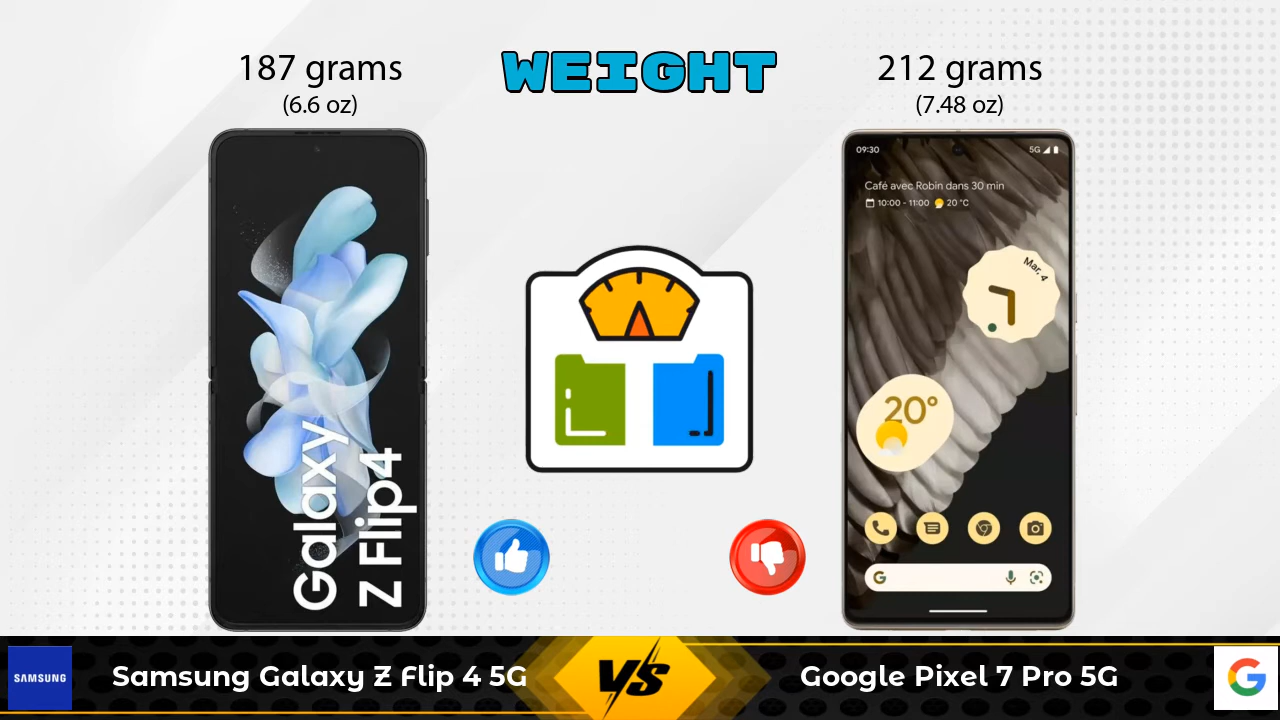 WEIGHT
187 grams
(6.6 oz)
212 grams
(7.48 oz)
Galaxy
Z Flip4
09:30
5G
Café avec Robin dans 30 min
10:00 - 11:00 20 °C
Mar. 4
20°
G
SAMSUNG
Samsung Galaxy Z Flip 4 5G
VS
Google Pixel 7 Pro 5G
G